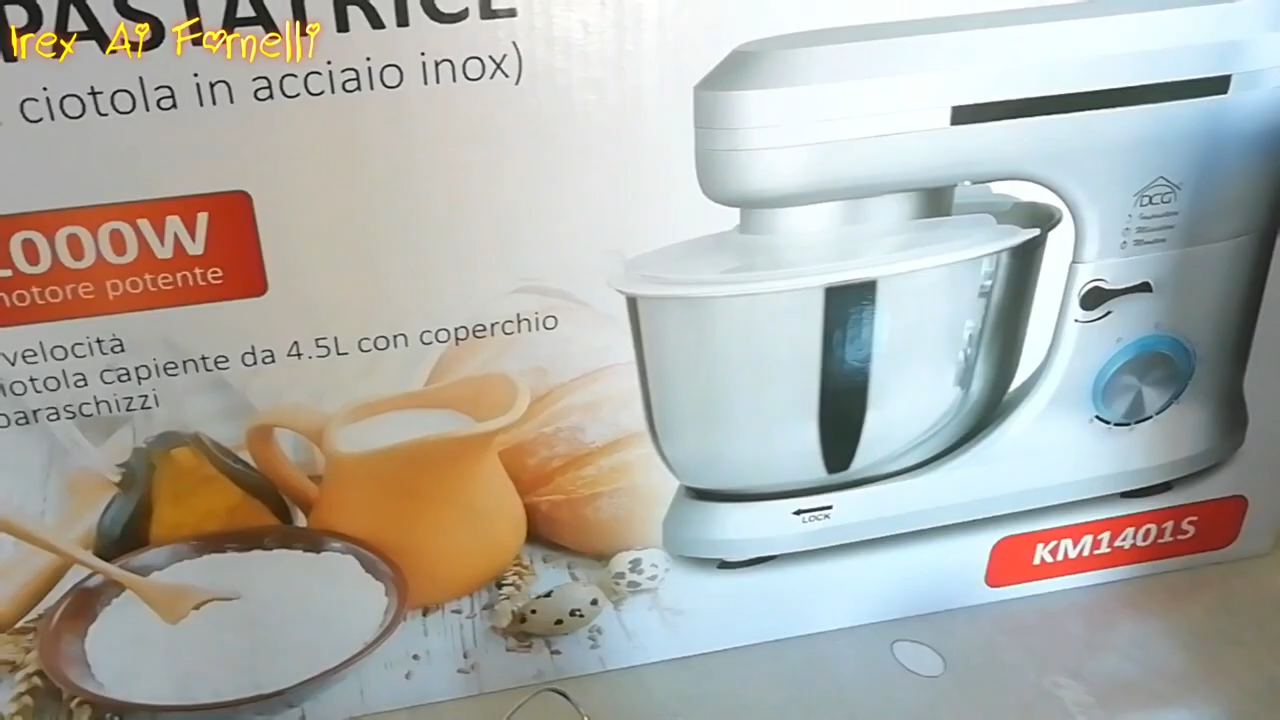 PASTATRICE
Irex Ai Fornelli
ciotola in acciaio inox)
1000W
motore potente
velocità
ciotola capiente da 4.5L con coperchio
paraschizzi
DCG
LOCK
KM1401S